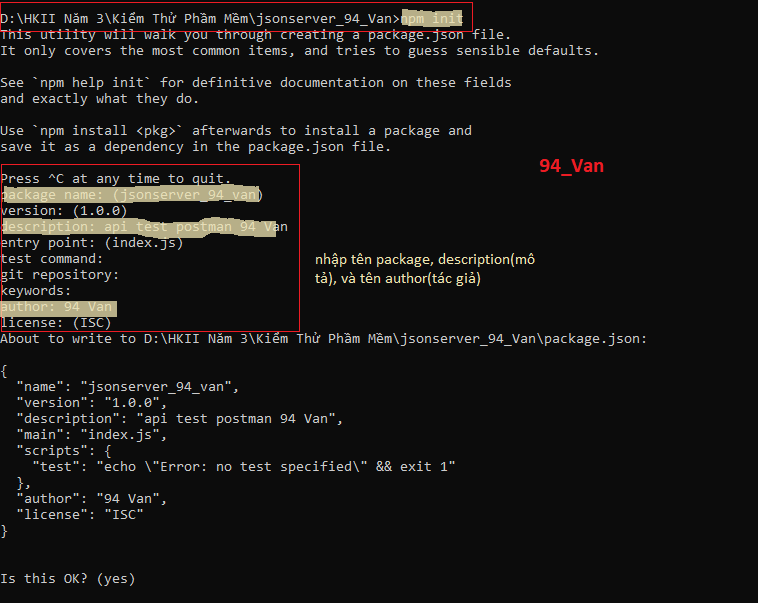 D:\HKII Năm 3\Kiểm Thử Phầm Mềm\jsonserver_94_Van>npm init
This utility will walk you through creating a package.json file.
It only covers the most common items, and tries to guess sensible defaults.
See `npm help init` for definitive documentation on these fields
and exactly what they do.
Use `npm install <pkg>` afterwards to install a package and
save it as a dependency in the package.json file.
94_Van
Press ^C at any time to quit.
package name: (jsonserver_94_van)
version: (1.0.0)
description: api test postman 94 Van
entry point: (index.js)
test command:
git repository:
keywords:
author: 94 Van
license: (ISC)
nhập tên package, description(mô
tả), và tên author(tác giả)
About to write to D:\HKII Năm 3\Kiểm Thử Phầm Mềm\jsonserver_94_Van\package.json:
{
  "name": "jsonserver_94_van",
  "version": "1.0.0",
  "description": "api test postman 94 Van",
  "main": "index.js",
  "scripts": {
    "test": "echo \"Error: no test specified\" && exit 1"
  },
  "author": "94 Van",
  "license": "ISC"
}
Is this OK? (yes)